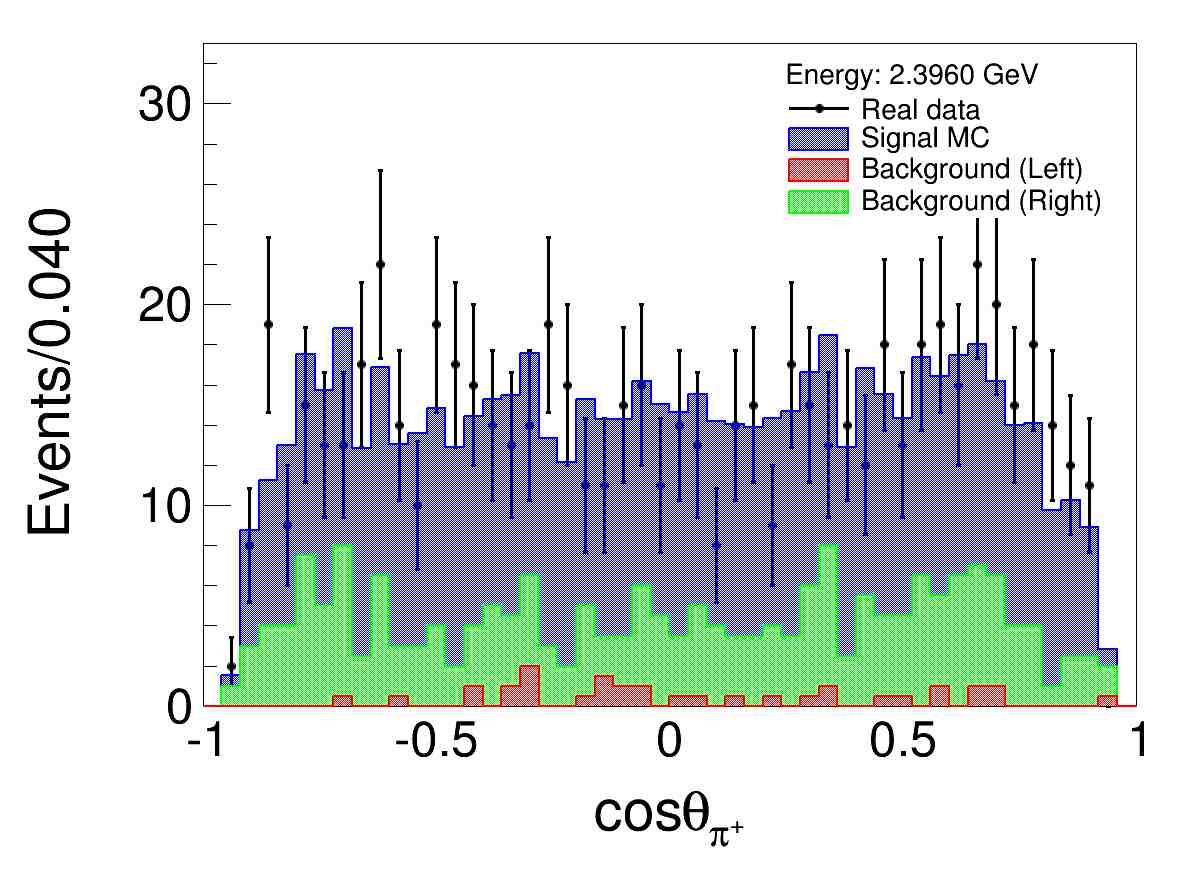 Energy: 2.3960 GeV
Real data
Signal MC
Background (Left)
Background (Right)
Events/0.040
30
20
10
0
-1 -0.5 0 0.5 1
cosθπ+